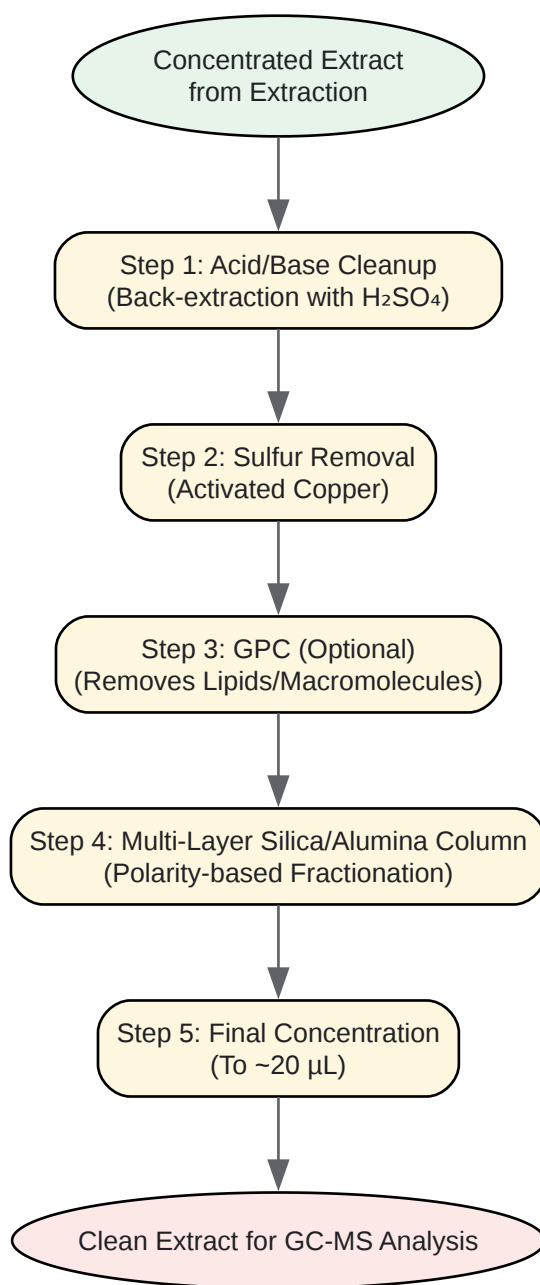 Concentrated Extract
from Extraction
Step 1: Acid/Base Cleanup
(Back-extraction with H₂SO₄)
Step 2: Sulfur Removal
(Activated Copper)
Step 3: GPC (Optional)
(Removes Lipids/Macromolecules)
Step 4: Multi-Layer Silica/Alumina Column
(Polarity-based Fractionation)
Step 5: Final Concentration
(To ~20 µL)
Clean Extract for GC-MS Analysis